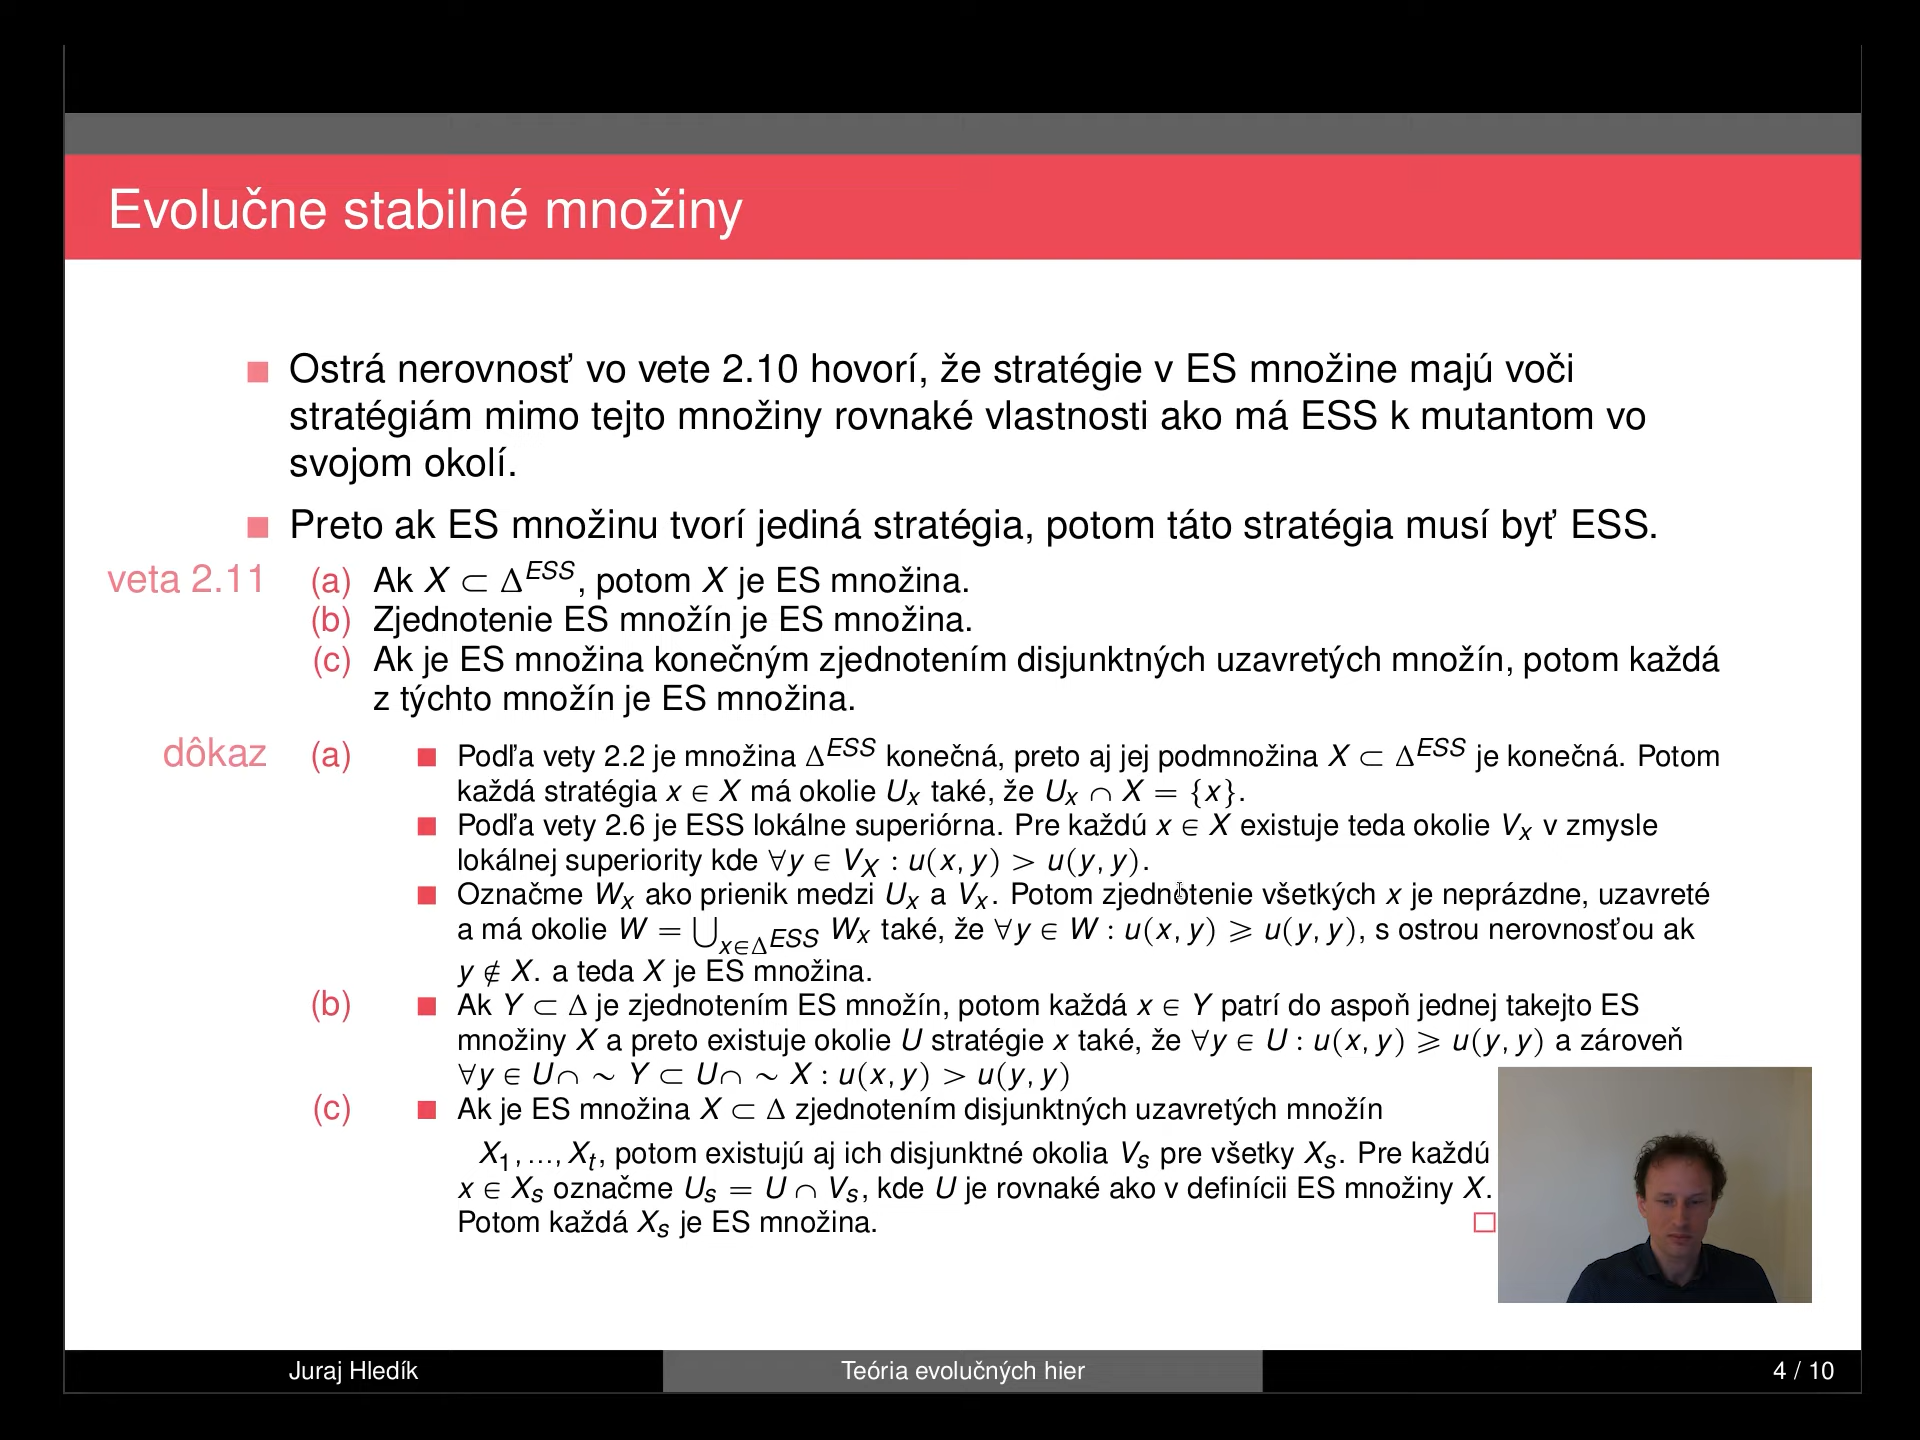 Evolučne stabilné množiny
Ostrá nerovnosť vo vete 2.10 hovorí, že stratégie v ES množine majú voči
stratégiám mimo tejto množiny rovnaké vlastnosti ako má ESS k mutantom vo
svojom okolí.
Preto ak ES množinu tvorí jediná stratégia, potom táto stratégia musí byť ESS.
veta 2.11 (a) Ak X ⊂ Δ^ESS, potom X je ES množina.
(b) Zjednotenie ES množín je ES množina.
(c) Ak je ES množina konečným zjednotením disjunktných uzavretých množín, potom každá
z týchto množín je ES množina.
dôkaz (a) Podľa vety 2.2 je množina Δ^ESS konečná, preto aj jej podmnožina X ⊂ Δ^ESS je konečná. Potom
každá stratégia x ∈ X má okolie U_x také, že U_x ∩ X = {x}.
Podľa vety 2.6 je ESS lokálne superiórna. Pre každú x ∈ X existuje teda okolie V_x v zmysle
lokálnej superiority kde ∀y ∈ V_X : u(x, y) > u(y, y).
Označme W_x ako prienik medzi U_x a V_x. Potom zjednotenie všetkých x je neprázdne, uzavreté
a má okolie W = ⋃_{x∈Δ^ESS} W_x také, že ∀y ∈ W : u(x, y) ⩾ u(y, y), s ostrou nerovnosťou ak
y ∉ X. a teda X je ES množina.
(b) Ak Y ⊂ Δ je zjednotením ES množín, potom každá x ∈ Y patrí do aspoň jednej takejto ES
množiny X a preto existuje okolie U stratégie x také, že ∀y ∈ U : u(x, y) ⩾ u(y, y) a zároveň
∀y ∈ U∩ ∼ Y ⊂ U∩ ∼ X : u(x, y) > u(y, y)
(c) Ak je ES množina X ⊂ Δ zjednotením disjunktných uzavretých množín
X_1, ..., X_t, potom existujú aj ich disjunktné okolia V_s pre všetky X_s. Pre každú
x ∈ X_s označme U_s = U ∩ V_s, kde U je rovnaké ako v definícii ES množiny X.
Potom každá X_s je ES množina. □
Juraj Hledík Teória evolučných hier 4 / 10